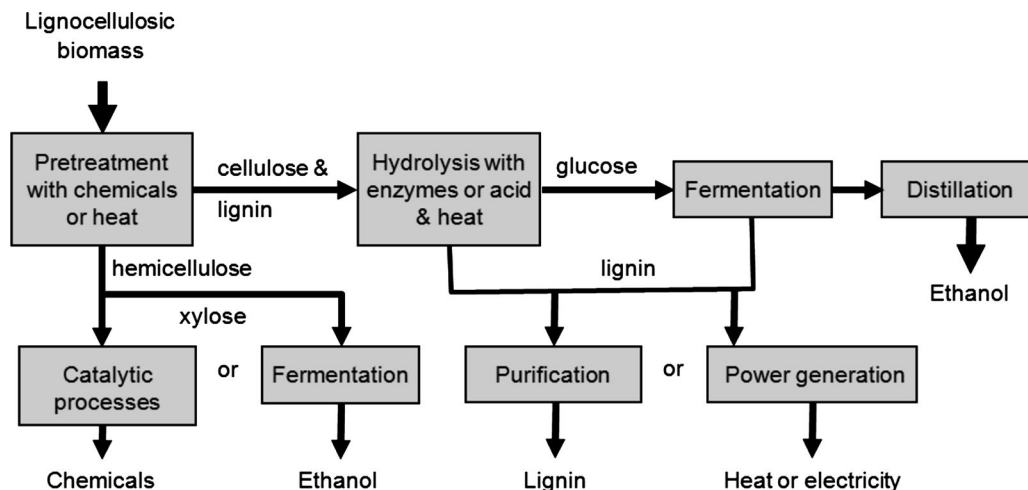 Lignocellulosic
biomass
Pretreatment
with chemicals
or heat
cellulose &
lignin
Hydrolysis with
enzymes or acid
& heat
glucose
Fermentation
Distillation
Ethanol
hemicellulose
xylose
lignin
Catalytic
processes
or
Fermentation
Purification
or
Power generation
Chemicals
Ethanol
Lignin
Heat or electricity